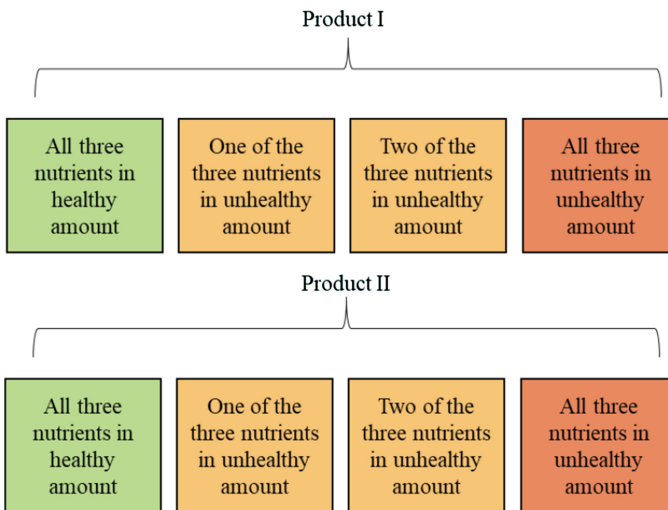 Product I
All three
nutrients in
healthy
amount
One of the
three nutrients
in unhealthy
amount
Two of the
three nutrients
in unhealthy
amount
All three
nutrients in
unhealthy
amount
Product II
All three
nutrients in
healthy
amount
One of the
three nutrients
in unhealthy
amount
Two of the
three nutrients
in unhealthy
amount
All three
nutrients in
unhealthy
amount